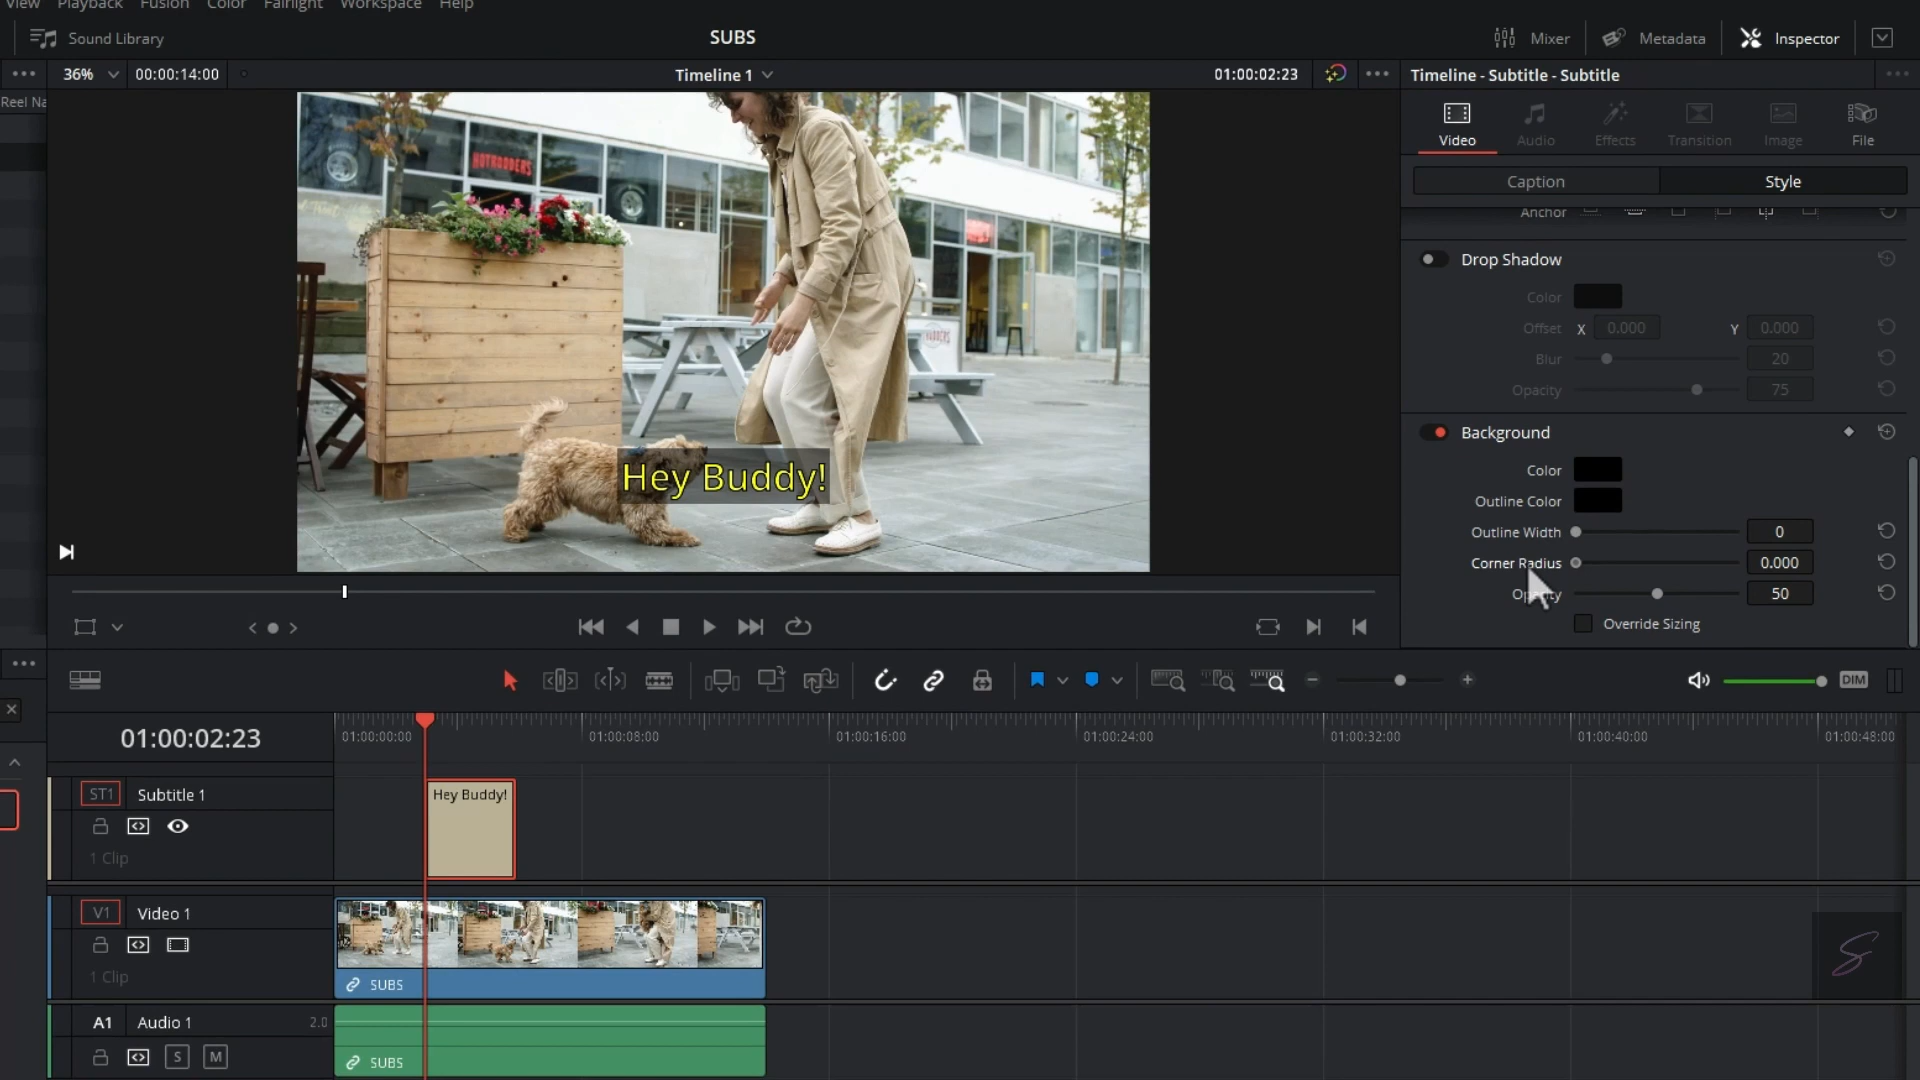 View Playback Fusion Color Fairlight Workspace Help
Sound Library
SUBS
Mixer Metadata Inspector
36% 00:00:14:00 Timeline 1 01:00:02:23
Timeline - Subtitle - Subtitle
Reel Na
Video Audio Effects Transition Image File
Caption Style
Anchor
Drop Shadow
Color
Offset X 0.000 Y 0.000
Blur 20
Opacity 75
Background
Color
Outline Color
Outline Width 0
Corner Radius 0.000
Opacity 50
Override Sizing
HOTRODDERS
Hey Buddy!
DIM
01:00:02:23
01:00:00:00 01:00:08:00 01:00:16:00 01:00:24:00 01:00:32:00 01:00:40:00 01:00:48:00
ST1 Subtitle 1
Hey Buddy!
1 Clip
V1 Video 1
1 Clip
SUBS
A1 Audio 1 2.0
S M
SUBS